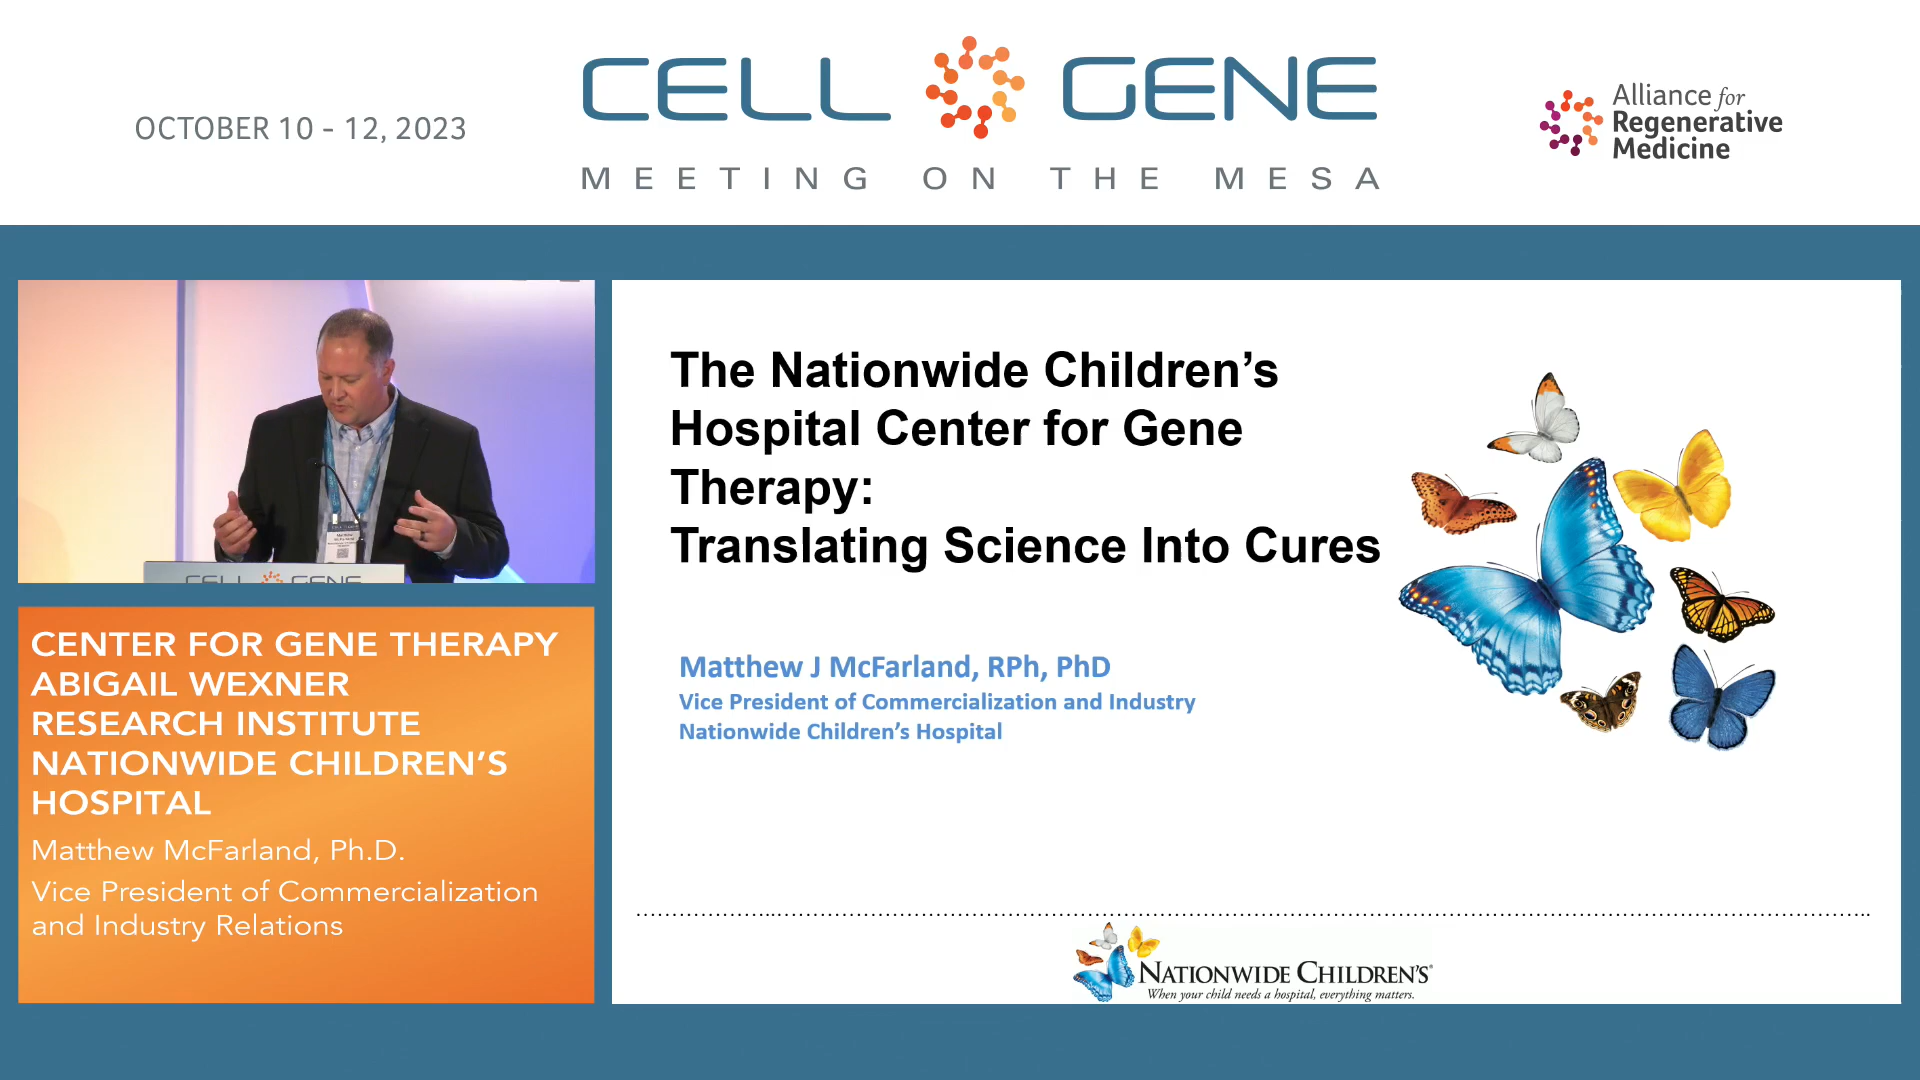 OCTOBER 10 - 12, 2023
CELL GENE
MEETING ON THE MESA
Alliance for
Regenerative
Medicine
Matthew
CELL GENE
CENTER FOR GENE THERAPY
ABIGAIL WEXNER
RESEARCH INSTITUTE
NATIONWIDE CHILDREN'S
HOSPITAL
Matthew McFarland, Ph.D.
Vice President of Commercialization
and Industry Relations
The Nationwide Children’s
Hospital Center for Gene
Therapy:
Translating Science Into Cures
Matthew J McFarland, RPh, PhD
Vice President of Commercialization and Industry
Nationwide Children’s Hospital
NATIONWIDE CHILDREN'S®
When your child needs a hospital, everything matters.